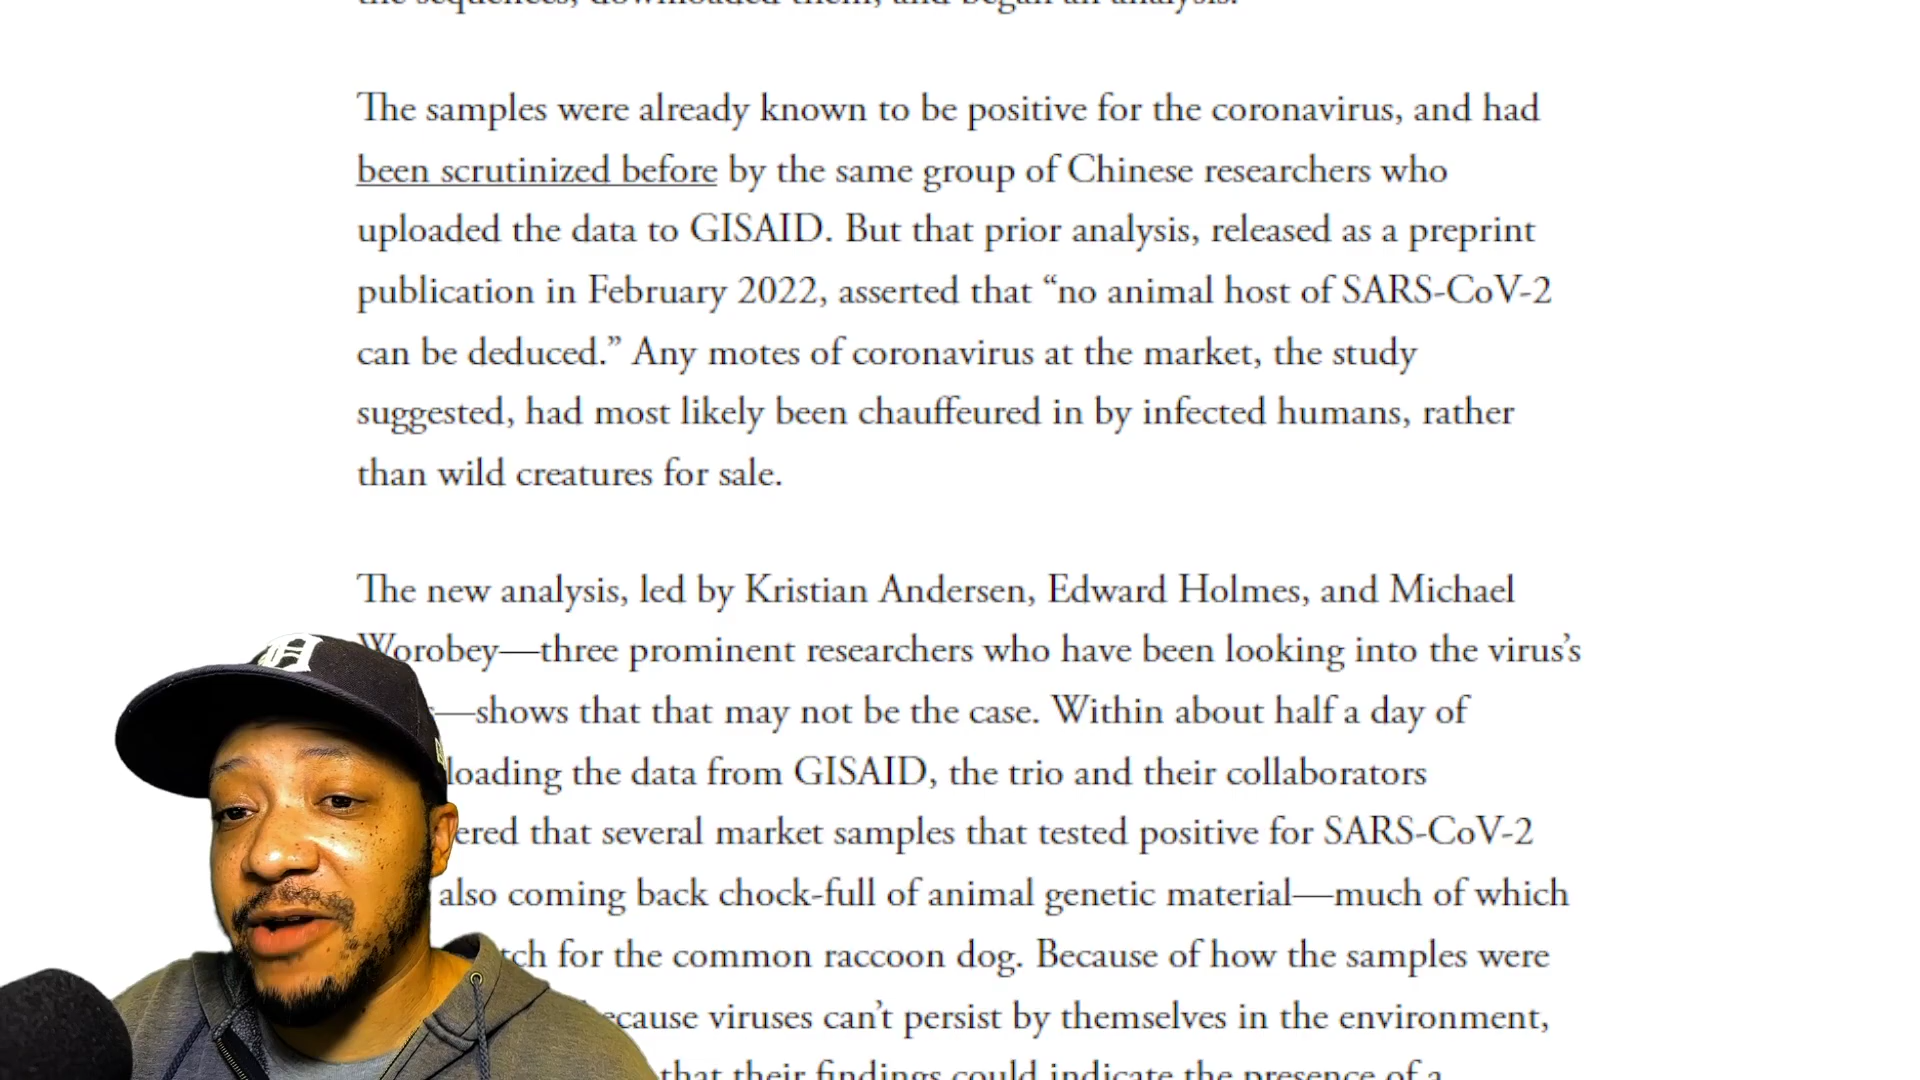 the sequences, downloaded them, and began an analysis.
The samples were already known to be positive for the coronavirus, and had
been scrutinized before by the same group of Chinese researchers who
uploaded the data to GISAID. But that prior analysis, released as a preprint
publication in February 2022, asserted that “no animal host of SARS-CoV-2
can be deduced.” Any motes of coronavirus at the market, the study
suggested, had most likely been chauffeured in by infected humans, rather
than wild creatures for sale.
The new analysis, led by Kristian Andersen, Edward Holmes, and Michael
Worobey—three prominent researchers who have been looking into the virus’s
—shows that that may not be the case. Within about half a day of
loading the data from GISAID, the trio and their collaborators
ered that several market samples that tested positive for SARS-CoV-2
also coming back chock-full of animal genetic material—much of which
tch for the common raccoon dog. Because of how the samples were
ecause viruses can’t persist by themselves in the environment,
that their findings could indicate the presence of a